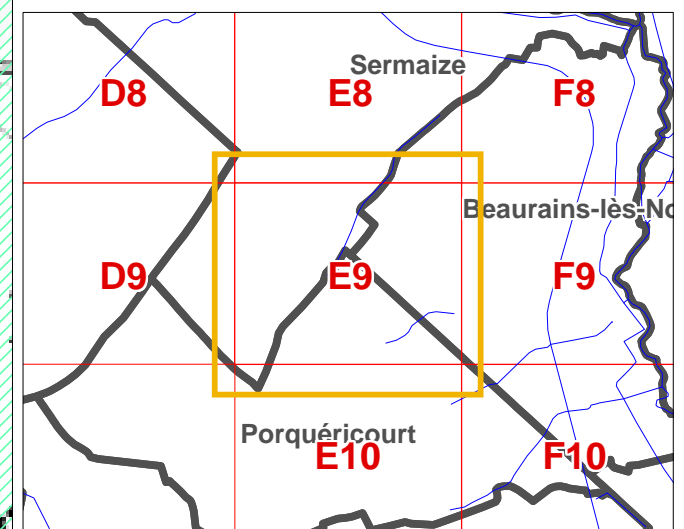 Sermaize
D8
E8
F8
Beaurains-lès-No
D9
E9
F9
Porquéricourt
E10
F10